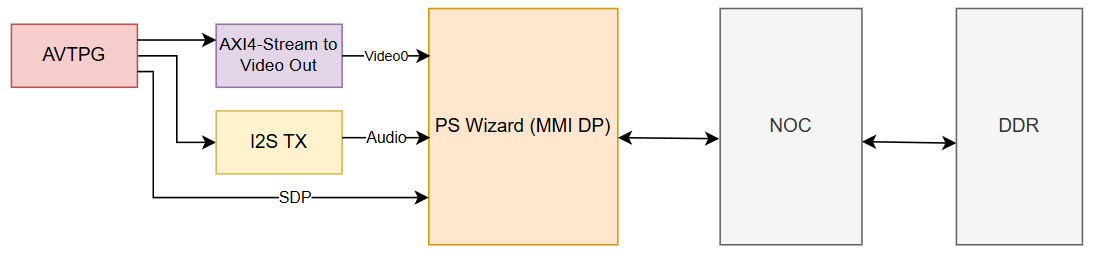 AVTPG
AXI4-Stream to
Video Out
Video0
I2S TX
Audio
SDP
PS Wizard (MMI DP)
NOC
DDR